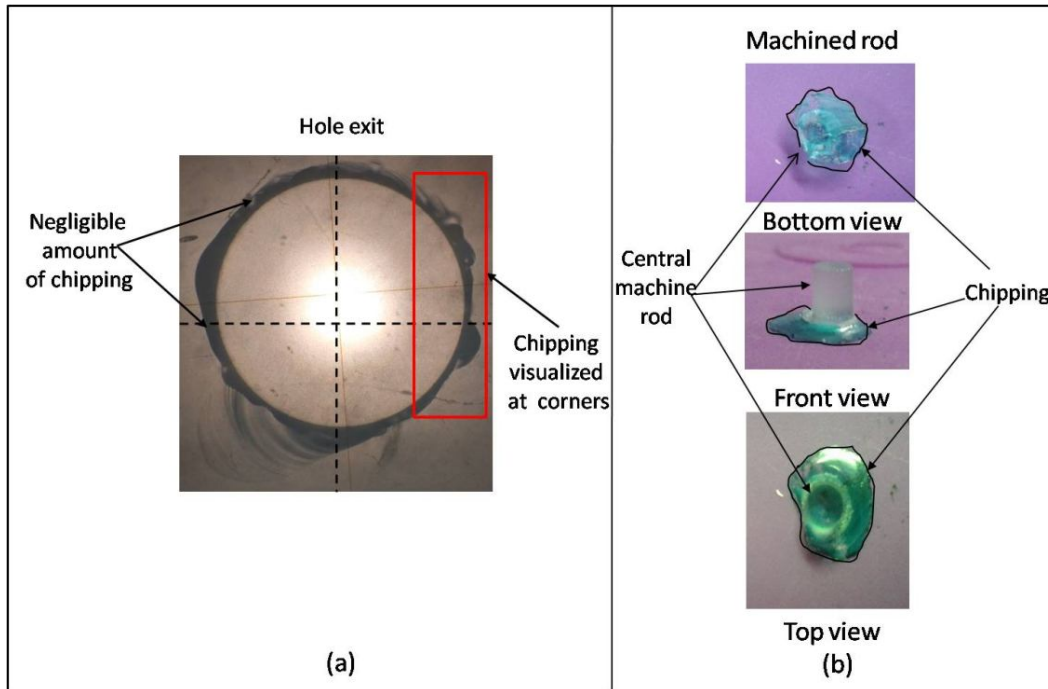 Hole exit
Negligible
amount
of chipping
Chipping
visualized
at corners
(a)
Machined rod
Bottom view
Central
machine
rod
Chipping
Front view
Top view
(b)